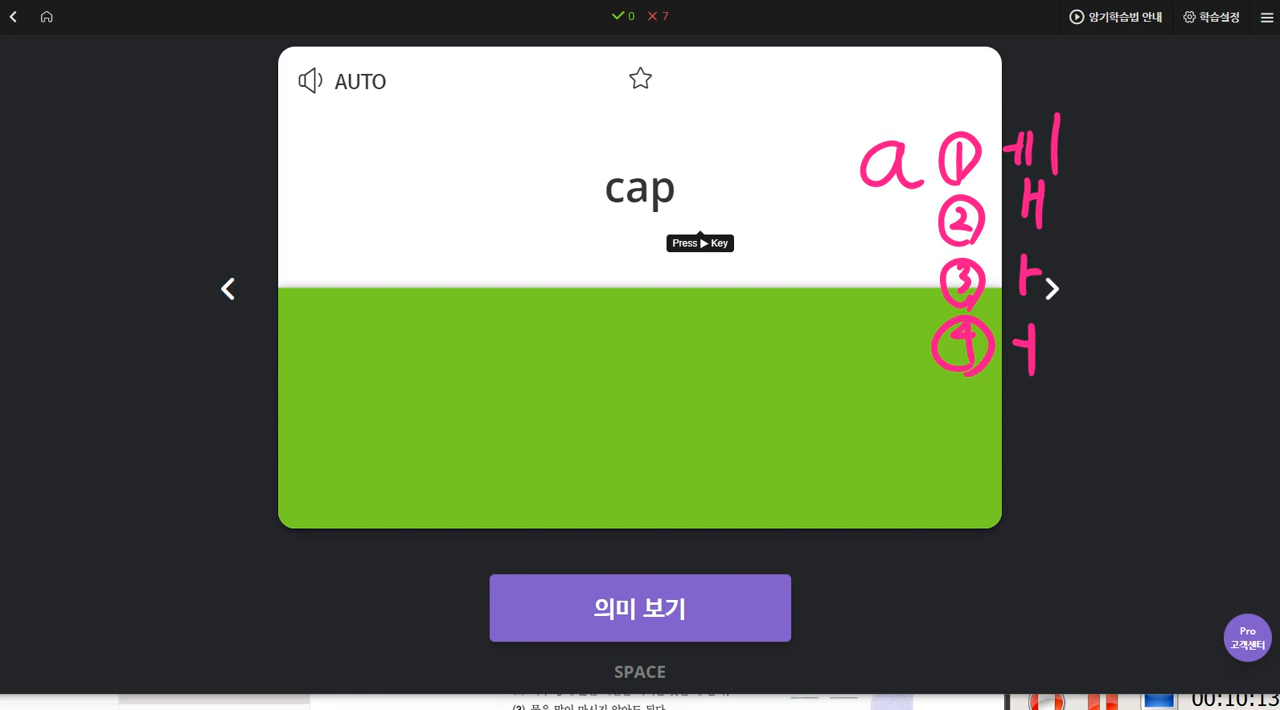 0 7 암기학습법 안내 학습설정
AUTO
cap
Press ▶ Key
a ① ㅔ
② ㅐ
③ ㅏ
④ ㅓ
의미 보기
SPACE
Pro
고객센터
00:10:13